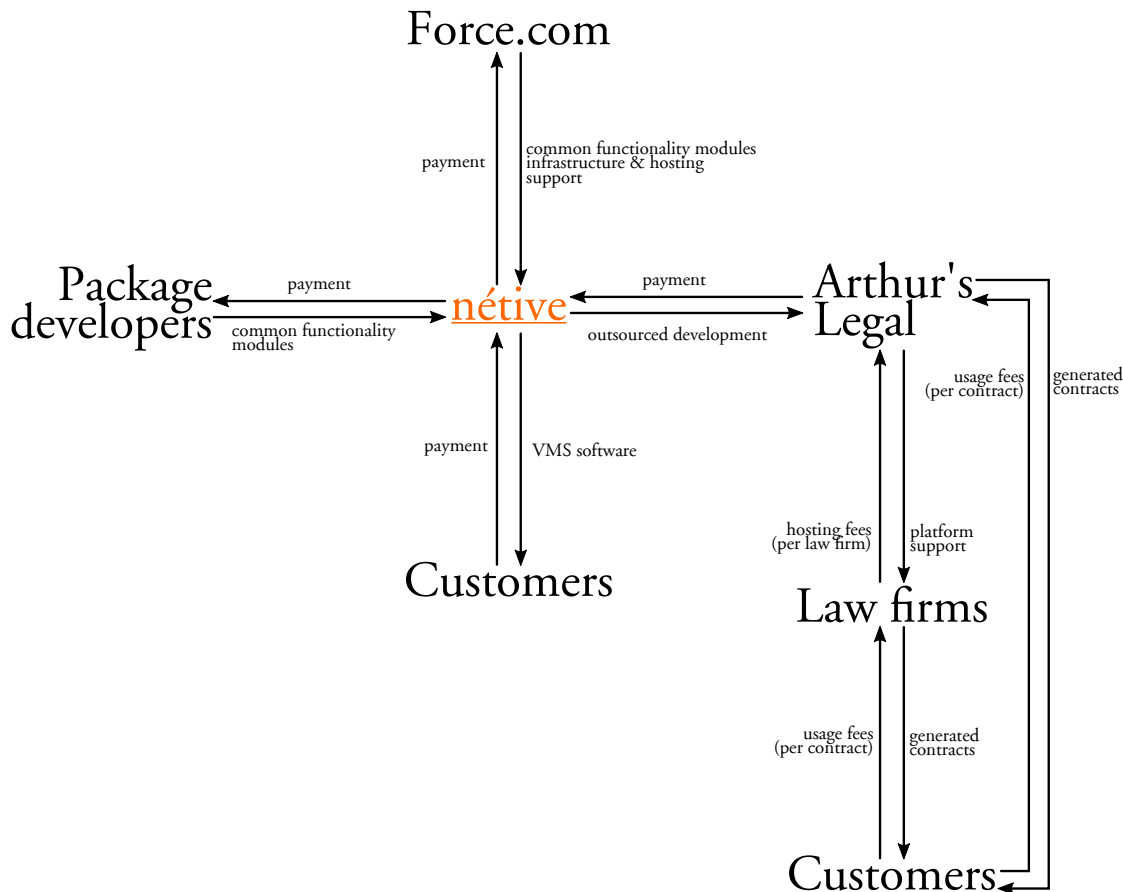 Force.com
payment
common functionality modules
infrastructure & hosting
support
Package
developers
payment
common functionality
modules
nétive
payment
outsourced development
Arthur's
Legal
usage fees
(per contract)
generated
contracts
payment
VMS software
Customers
hosting fees
(per law firm)
platform
support
Law firms
usage fees
(per contract)
generated
contracts
Customers